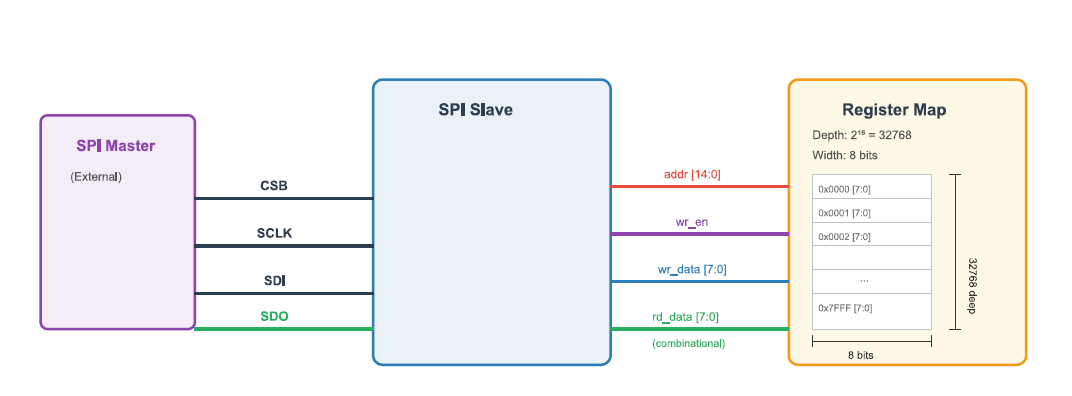 SPI Master
(External)
CSB
SCLK
SDI
SDO
SPI Slave
addr [14:0]
wr_en
wr_data [7:0]
rd_data [7:0]
(combinational)
Register Map
Depth: 2¹⁵ = 32768
Width: 8 bits
0x0000 [7:0]
0x0001 [7:0]
0x0002 [7:0]
...
0x7FFF [7:0]
32768 deep
8 bits